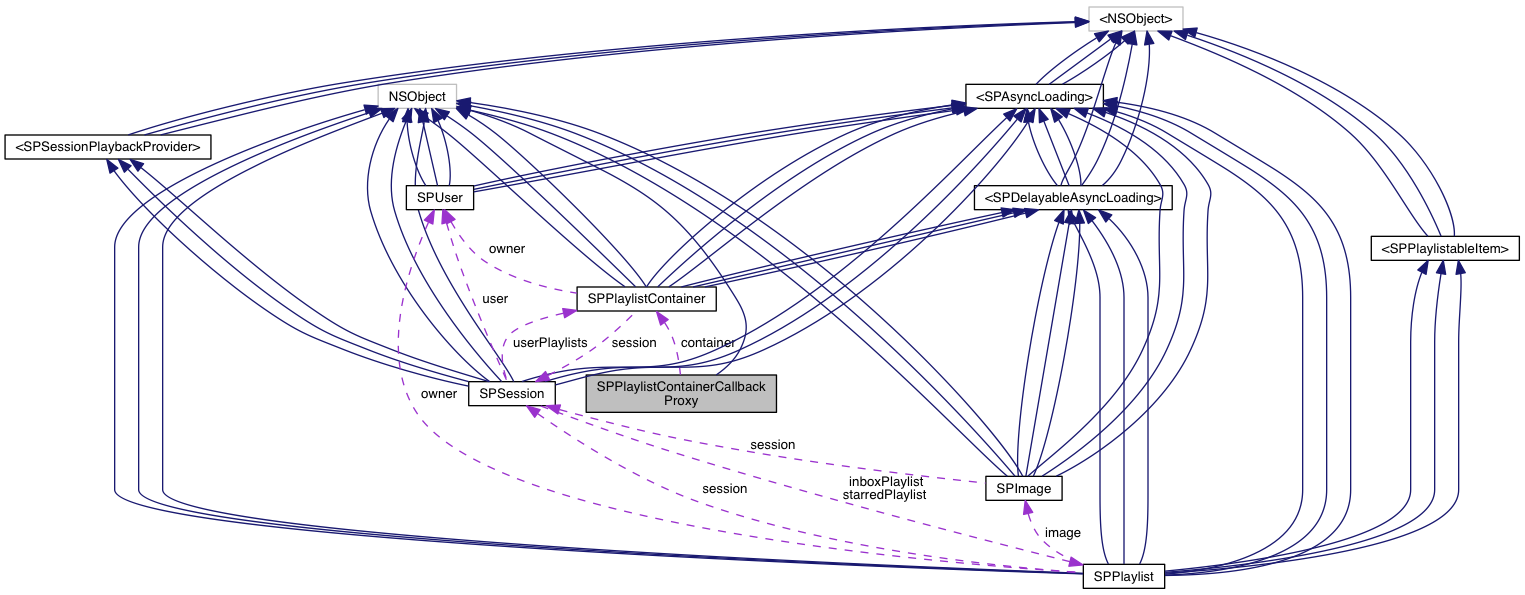 <NSObject>
NSObject
<SPAsyncLoading>
<SPSessionPlaybackProvider>
SPUser
<SPDelayableAsyncLoading>
owner
<SPPlaylistableItem>
user
SPPlaylistContainer
userPlaylists
session
container
owner
SPSession
SPPlaylistContainerCallback
Proxy
session
session
inboxPlaylist
starredPlaylist
SPImage
image
SPPlaylist